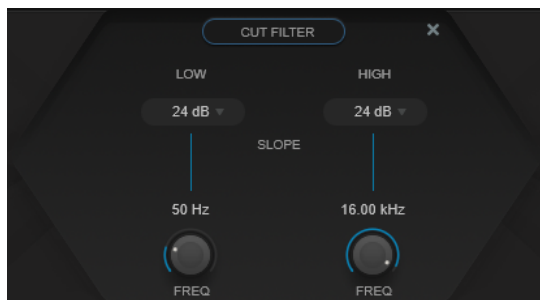 CUT FILTER
LOW HIGH
24 dB 24 dB
SLOPE
50 Hz 16.00 kHz
FREQ FREQ